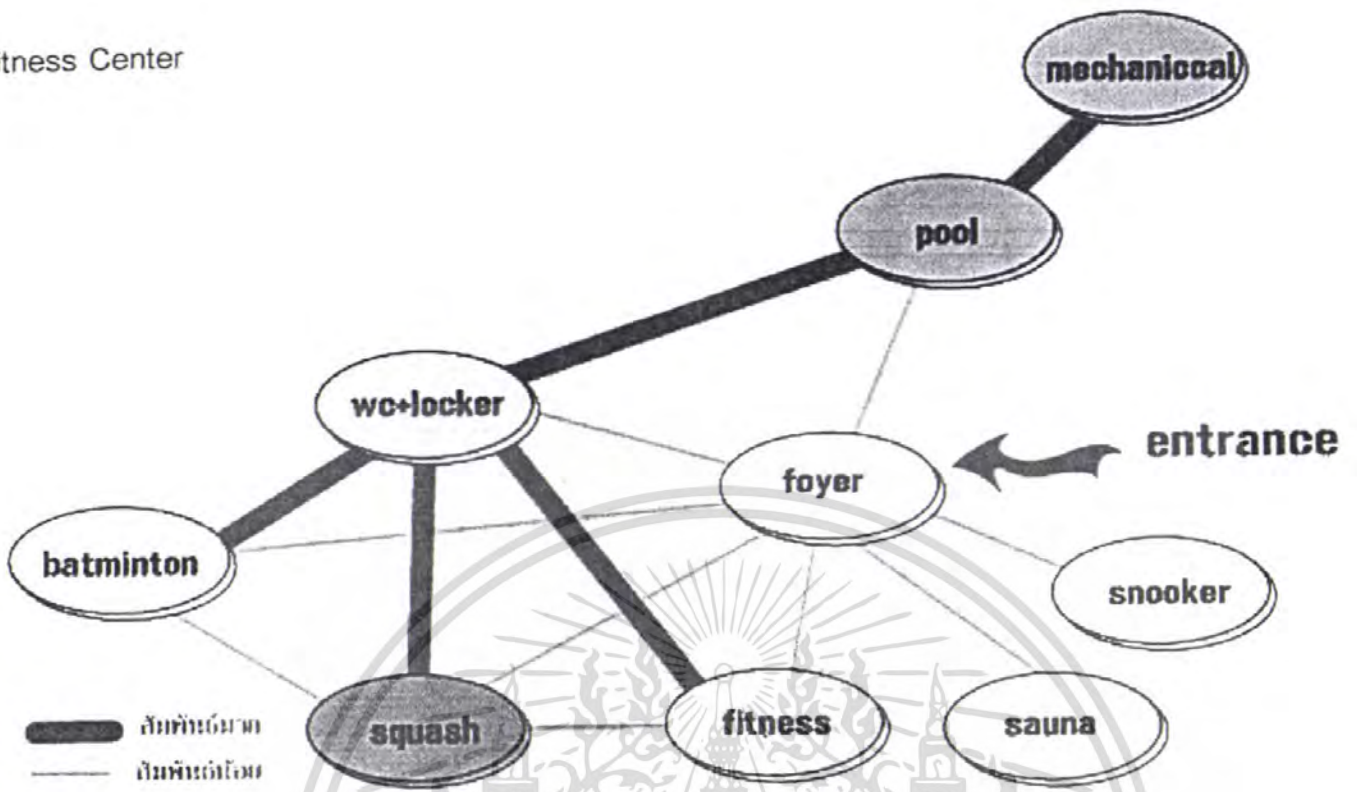 tness Center
mechaniccal
pool
wc+locker
entrance
foyer
batminton
snooker
squash
fitness
sauna
สัมพันธ์มาก
สัมพันธ์น้อย